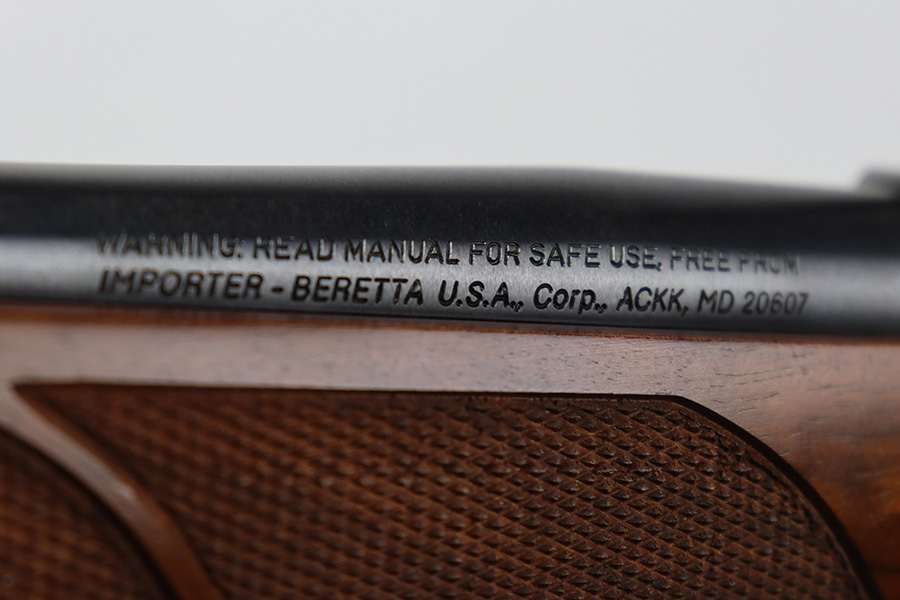 WARNING: READ MANUAL FOR SAFE USE, FREE FROM
IMPORTER - BERETTA U.S.A., Corp., ACKK, MD 20607